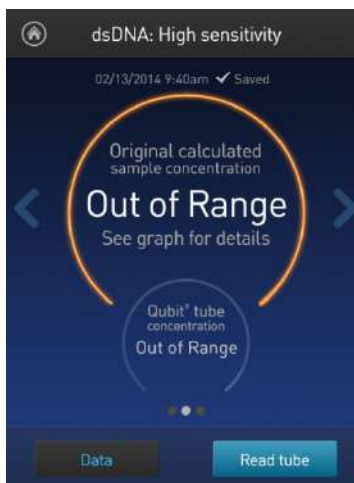 dsDNA: High sensitivity
02/13/2014 9:40am ✓ Saved
Original calculated
sample concentration
Out of Range
See graph for details
Qubit® tube
concentration
Out of Range
Data
Read tube